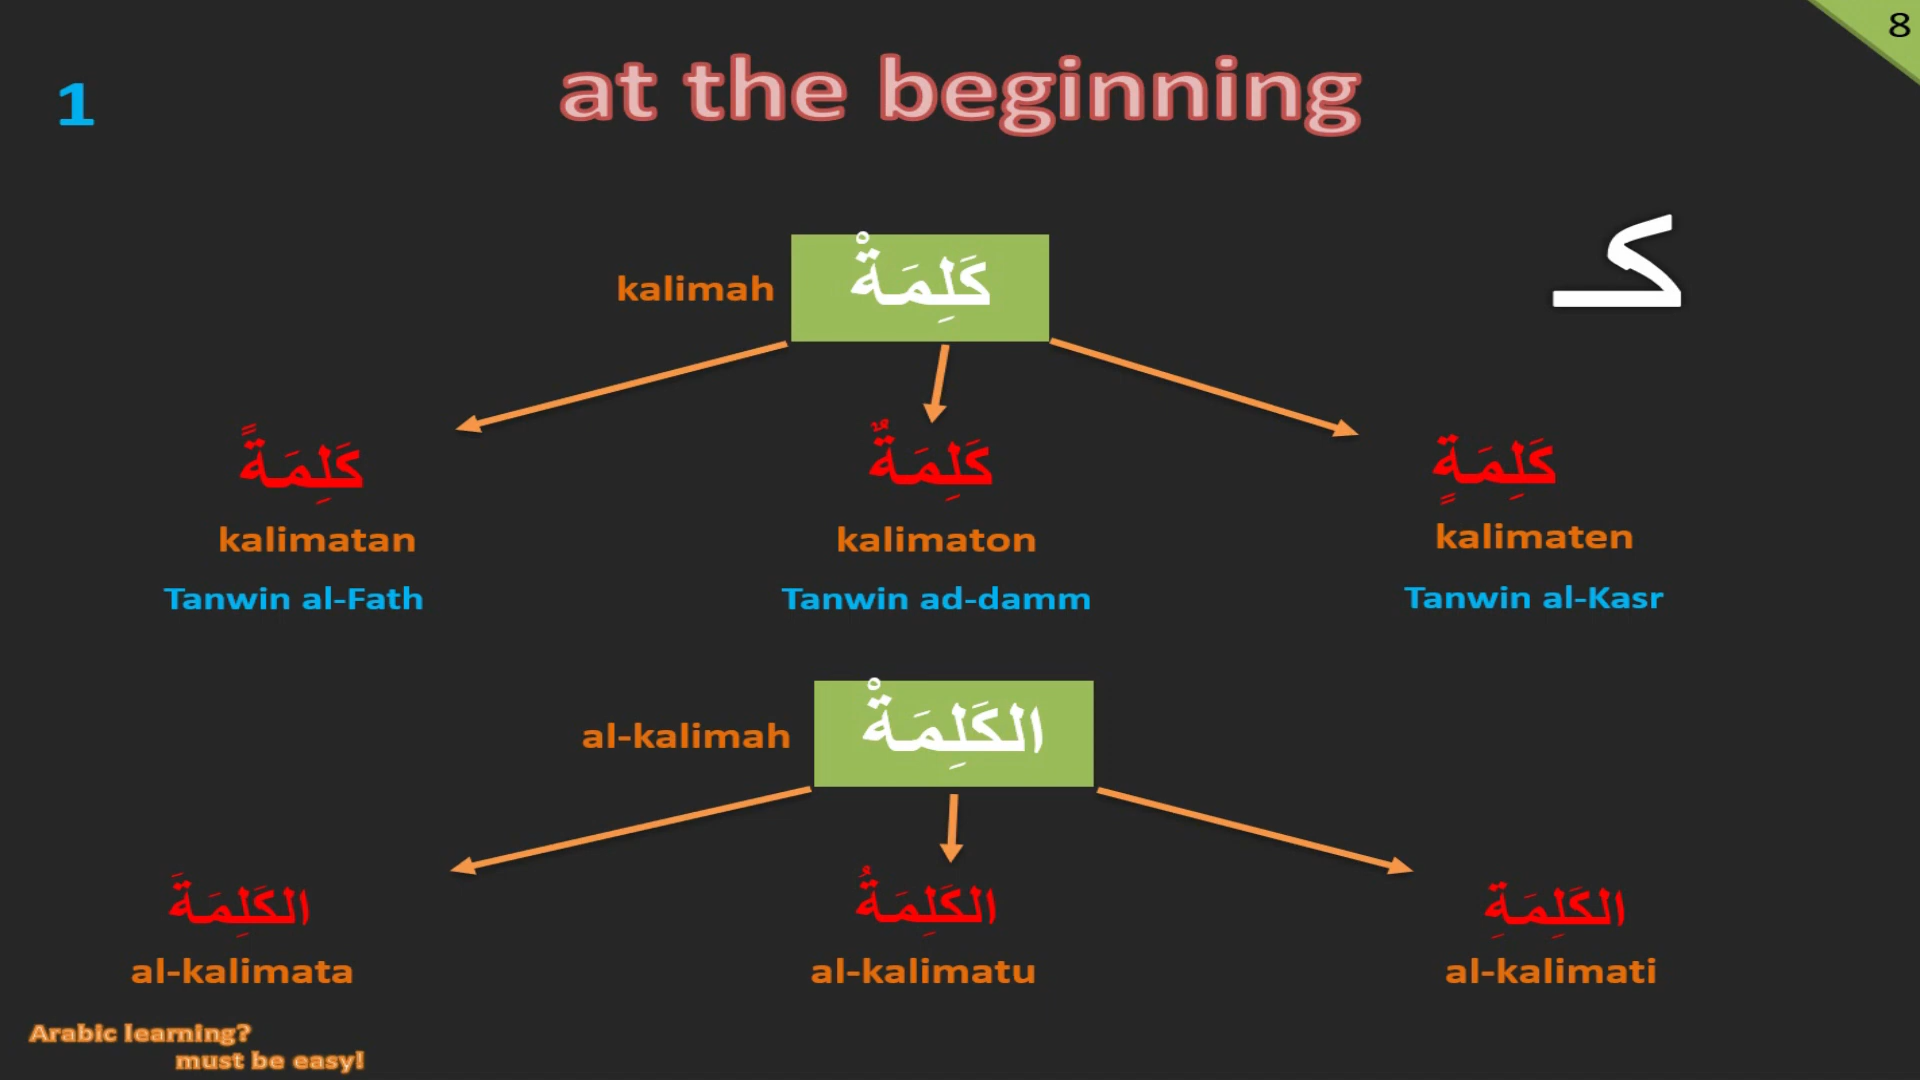 8
1
at the beginning
كـ
kalimah
كَلِمَةْ
كَلِمَةً
كَلِمَةٌ
كَلِمَةٍ
kalimatan
kalimaton
kalimaten
Tanwin al-Fath
Tanwin ad-damm
Tanwin al-Kasr
al-kalimah
الكَلِمَةْ
الكَلِمَةَ
الكَلِمَةُ
الكَلِمَةِ
al-kalimata
al-kalimatu
al-kalimati
Arabic learning?
must be easy!